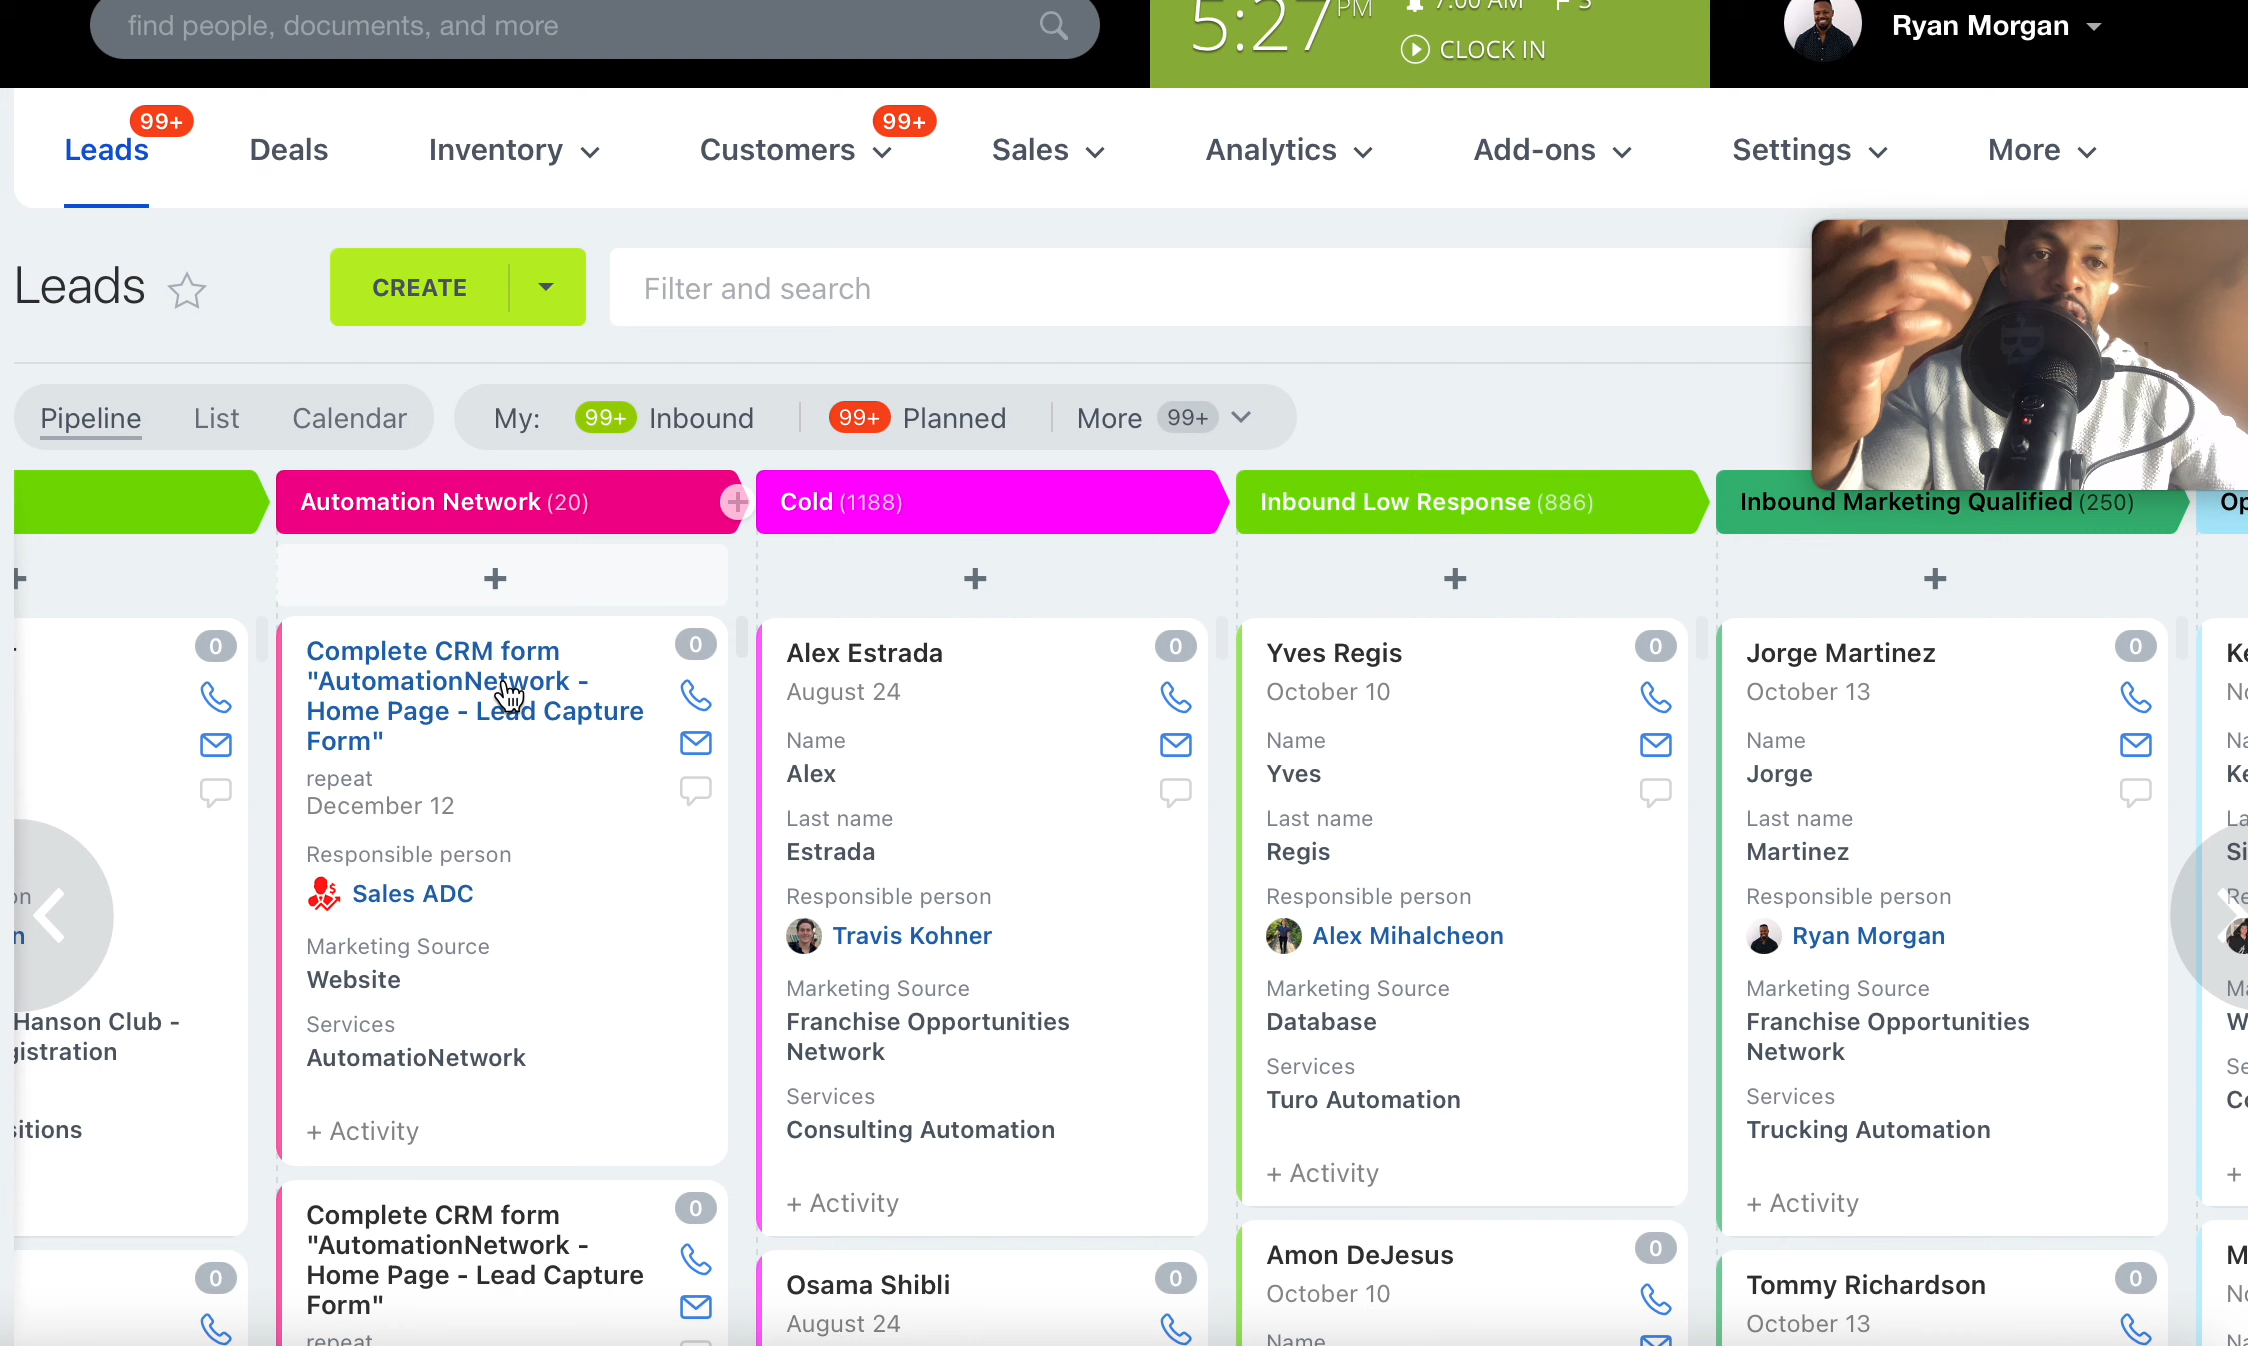 find people, documents, and more
5:27 PM
7:00 AM
CLOCK IN
Ryan Morgan
Leads 99+
Deals
Inventory
Customers 99+
Sales
Analytics
Add-ons
Settings
More
Leads
CREATE
Filter and search
Pipeline
List
Calendar
My:
99+ Inbound
99+ Planned
More 99+
Automation Network (20)
Cold (1188)
Inbound Low Response (886)
Inbound Marketing Qualified (250)
0
Hanson Club -
0
Complete CRM form
"AutomationNetwork -
Home Page - Lead Capture
Form"
0
repeat
December 12
Responsible person
Sales ADC
Marketing Source
Website
Services
AutomatioNetwork
+ Activity
Complete CRM form
"AutomationNetwork -
Home Page - Lead Capture
Form"
0
repeat
Alex Estrada
0
August 24
Name
Alex
Last name
Estrada
Responsible person
Travis Kohner
Marketing Source
Franchise Opportunities
Network
Services
Consulting Automation
+ Activity
Osama Shibli
0
August 24
Yves Regis
0
October 10
Name
Yves
Last name
Regis
Responsible person
Alex Mihalcheon
Marketing Source
Database
Services
Turo Automation
+ Activity
Amon DeJesus
0
October 10
Name
Jorge Martinez
0
October 13
Name
Jorge
Last name
Martinez
Responsible person
Ryan Morgan
Marketing Source
Franchise Opportunities
Network
Services
Trucking Automation
+ Activity
Tommy Richardson
0
October 13